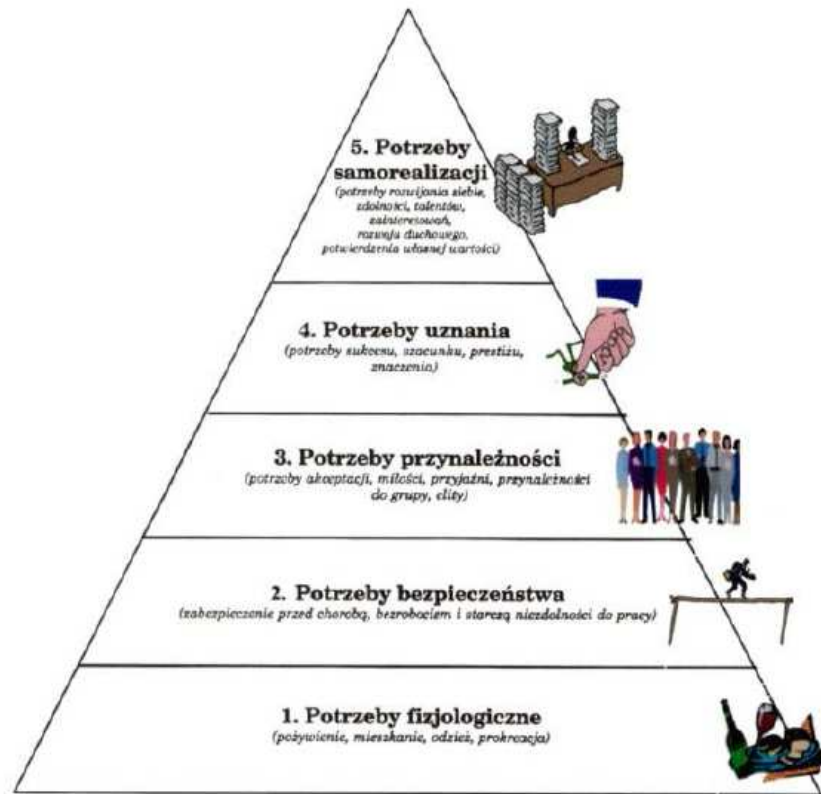 5. Potrzeby
samorealizacji
(potrzeby rozwijania siebie,
zdolności, talentów,
zainteresowań,
rozwoju duchowego,
potwierdzenia własnej wartości)
4. Potrzeby uznania
(potrzeby sukcesu, szacunku, prestiżu,
znaczenia)
3. Potrzeby przynależności
(potrzeby akceptacji, miłości, przyjaźni, przynależności
do grupy, elity)
2. Potrzeby bezpieczeństwa
(zabezpieczenie przed chorobą, bezrobociem i starczą niezdolności do pracy)
1. Potrzeby fizjologiczne
(pożywienie, mieszkanie, odzież, prokreacja)